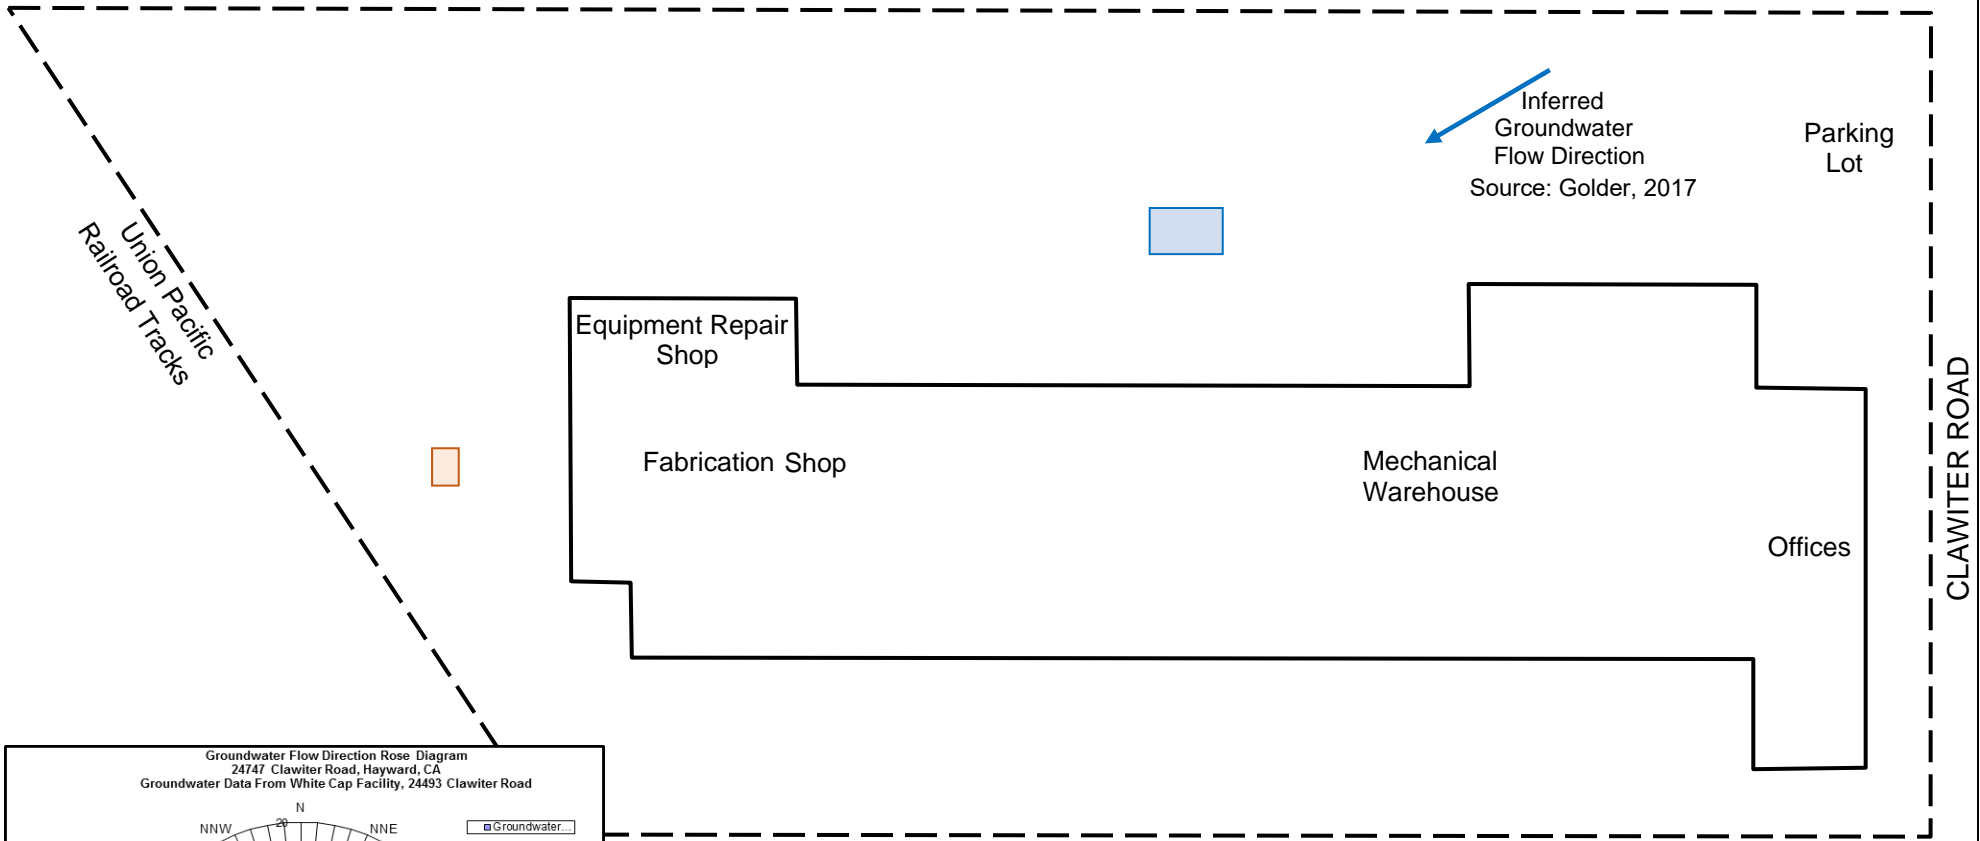 Inferred
Groundwater
Flow Direction
Source: Golder, 2017
Parking
Lot
Union Pacific
Railroad Tracks
Equipment Repair
Shop
Fabrication Shop
Mechanical
Warehouse
Offices
CLAWITER ROAD
Groundwater Flow Direction Rose Diagram
24747 Clawiter Road, Hayward, CA
Groundwater Data From White Cap Facility, 24493 Clawiter Road
N
NNW
20
NNE
Groundwater...